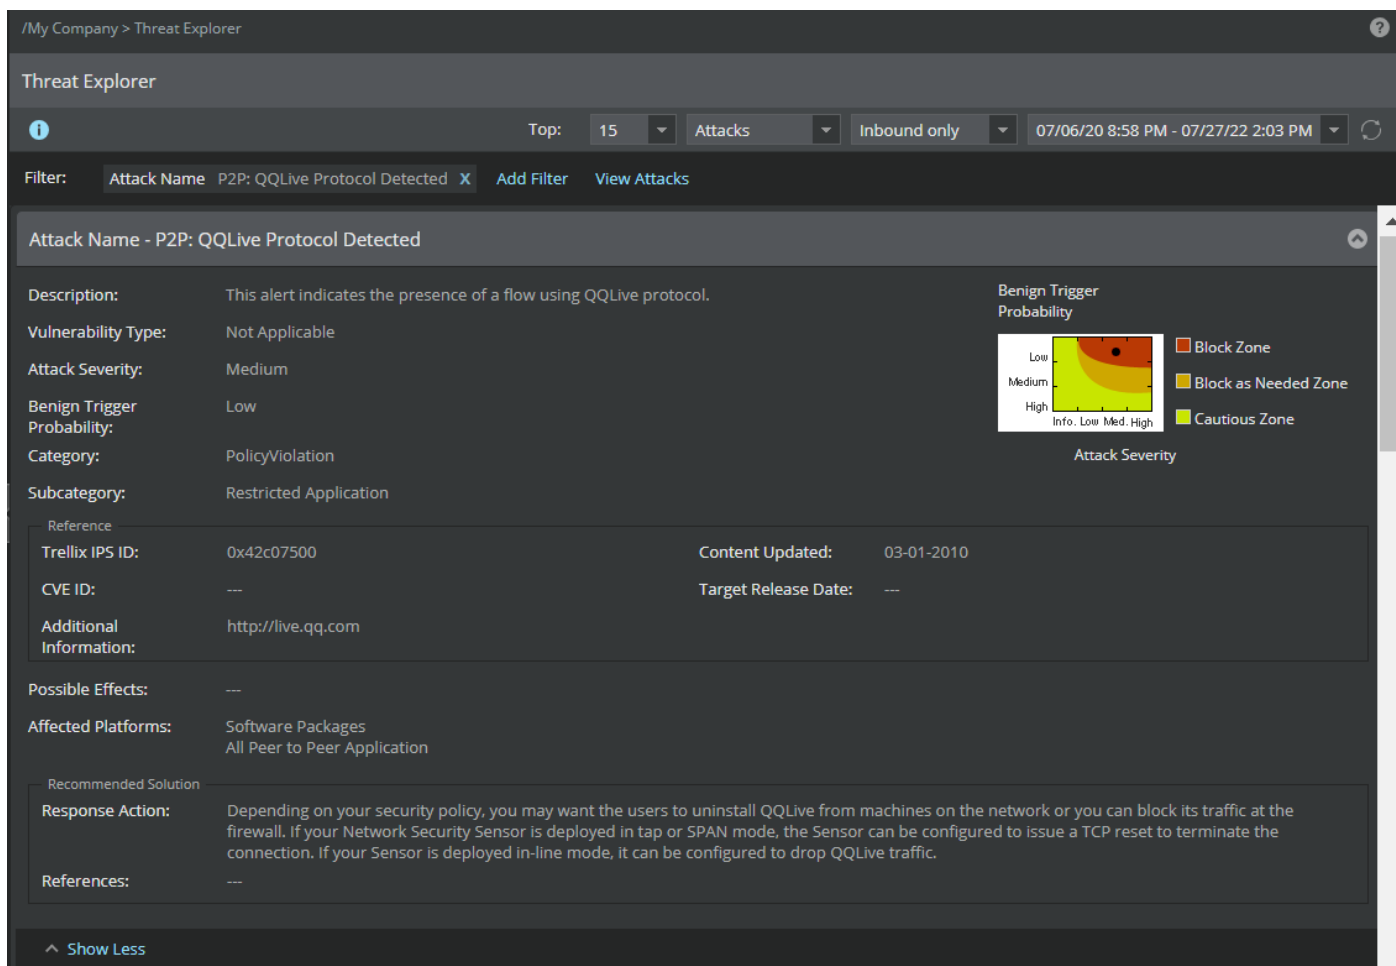 /My Company > Threat Explorer
?
Threat Explorer
i
Top: 15 Attacks Inbound only 07/06/20 8:58 PM - 07/27/22 2:03 PM
Filter: Attack Name P2P: QQLive Protocol Detected X Add Filter View Attacks
Attack Name - P2P: QQLive Protocol Detected
Description: This alert indicates the presence of a flow using QQLive protocol.
Vulnerability Type: Not Applicable
Attack Severity: Medium
Benign Trigger
Probability: Low
Category: PolicyViolation
Subcategory: Restricted Application
Benign Trigger
Probability
Low
Medium
High
Info. Low Med. High
Attack Severity
Block Zone
Block as Needed Zone
Cautious Zone
Reference
Trellix IPS ID: 0x42c07500 Content Updated: 03-01-2010
CVE ID: --- Target Release Date: ---
Additional
Information: http://live.qq.com
Possible Effects: ---
Affected Platforms: Software Packages
All Peer to Peer Application
Recommended Solution
Response Action: Depending on your security policy, you may want the users to uninstall QQLive from machines on the network or you can block its traffic at the
firewall. If your Network Security Sensor is deployed in tap or SPAN mode, the Sensor can be configured to issue a TCP reset to terminate the
connection. If your Sensor is deployed in-line mode, it can be configured to drop QQLive traffic.
References: ---
Show Less